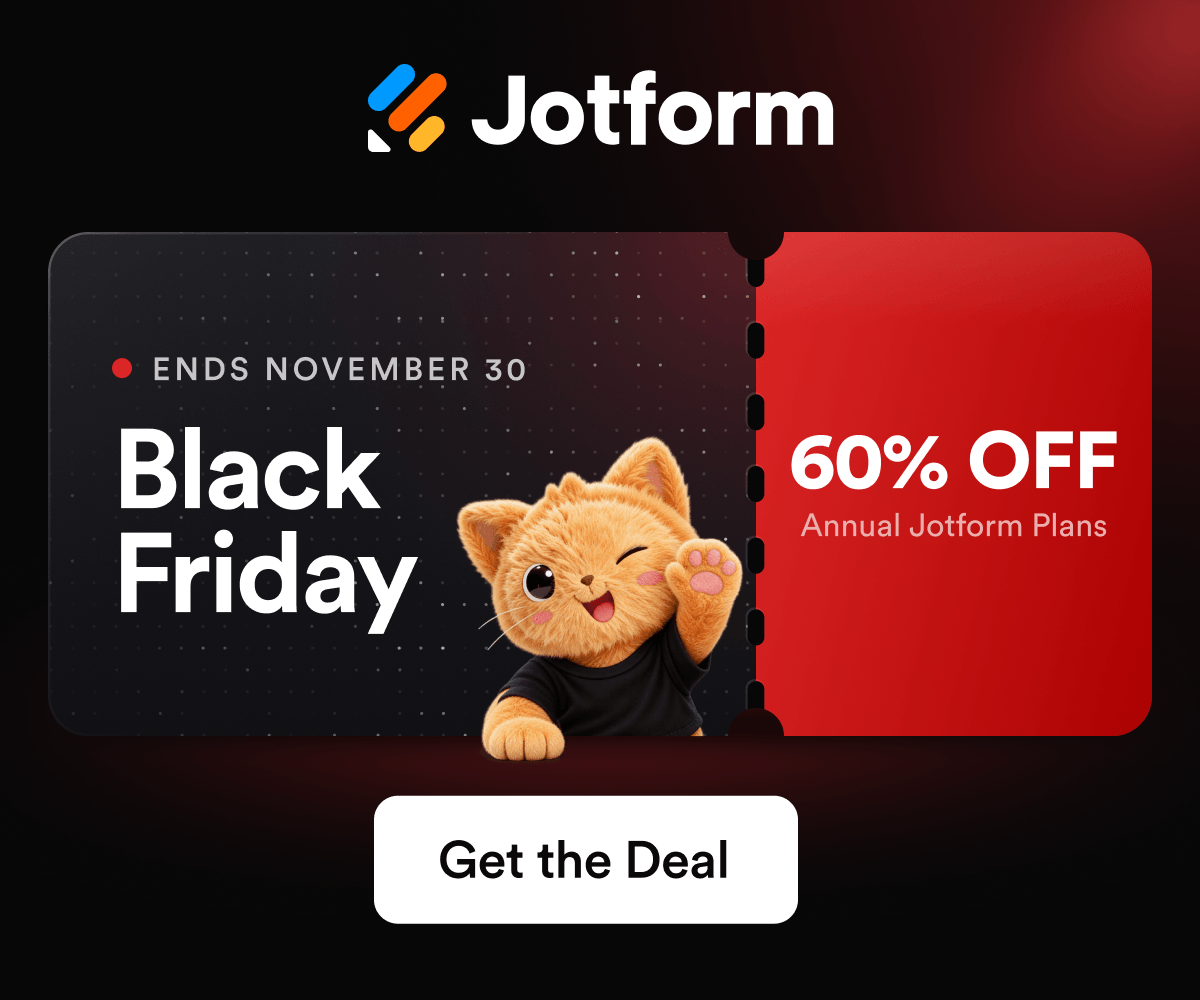 Jotform
ENDS NOVEMBER 30
Black
Friday
60% OFF
Annual Jotform Plans
Get the Deal